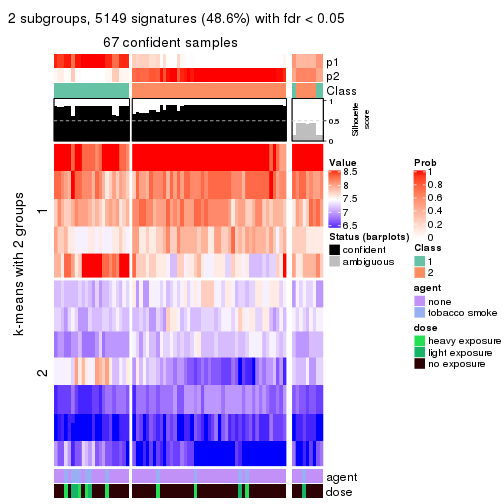 2 subgroups, 5149 signatures (48.6%) with fdr < 0.05
67 confident samples
p1
p2
Class
1
0.5
0
Silhouette
score
k-means with 2 groups
1
2
Value
8.5
8
7.5
7
6.5
Status (barplots)
confident
ambiguous
Prob
1
0.8
0.6
0.4
0.2
0
Class
1
2
agent
none
tobacco smoke
dose
heavy exposure
light exposure
no exposure
agent
dose